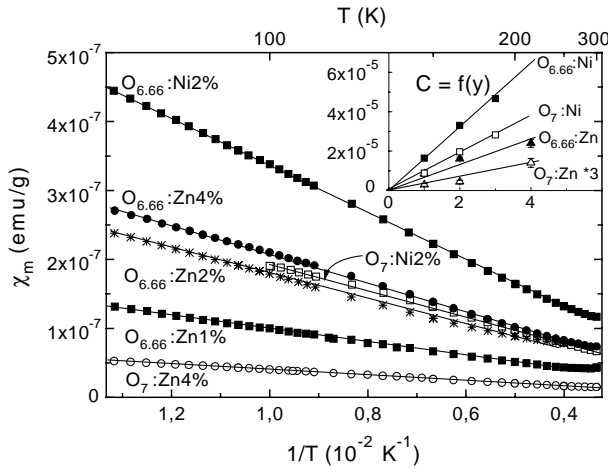 T (K)
100
200
300
5x10⁻⁷
4x10⁻⁷
3x10⁻⁷
2x10⁻⁷
1x10⁻⁷
0
χm (emu/g)
O6.66:Ni2%
O6.66:Zn4%
O7:Ni2%
O6.66:Zn2%
O6.66:Zn1%
O7:Zn4%
6x10⁻⁵
4x10⁻⁵
2x10⁻⁵
0
C = f(y)
O6.66:Ni
O7:Ni
O6.66:Zn
O7:Zn *3
0 1 2 3 4 5
1,2 1,0 0,8 0,6 0,4
1/T (10⁻² K⁻¹)